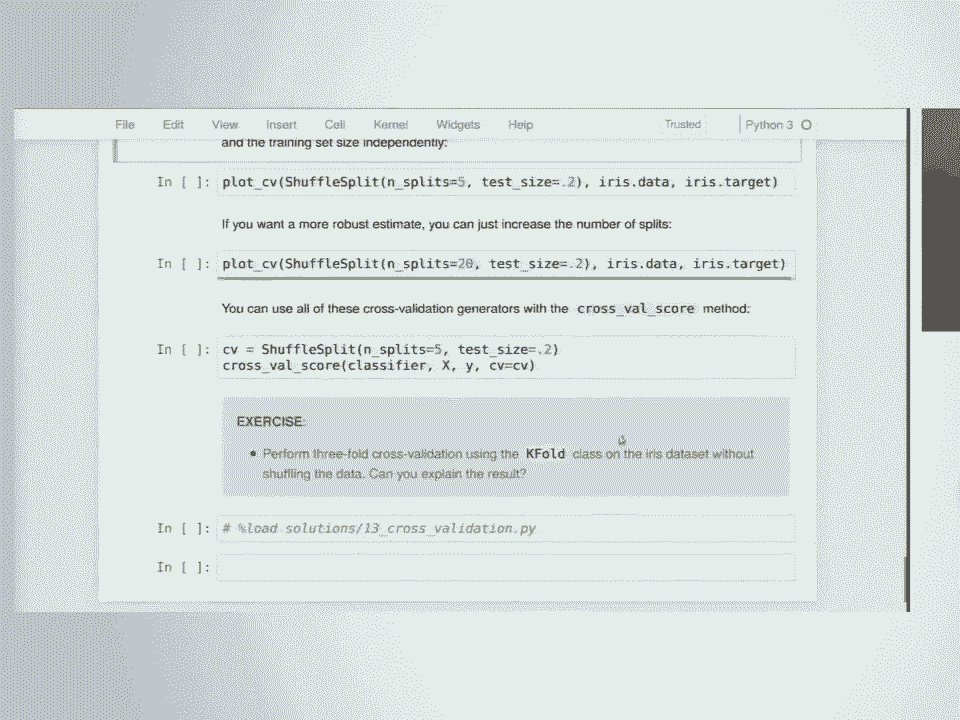 File Edit View Insert Cell Kernel Widgets Help Trusted Python 3
and the training set size independently:
In [ ]: plot_cv(ShuffleSplit(n_splits=5, test_size=.2), iris.data, iris.target)
If you want a more robust estimate, you can just increase the number of splits:
In [ ]: plot_cv(ShuffleSplit(n_splits=20, test_size=.2), iris.data, iris.target)
You can use all of these cross-validation generators with the cross_val_score method:
In [ ]: cv = ShuffleSplit(n_splits=5, test_size=.2)
cross_val_score(classifier, X, y, cv=cv)
EXERCISE:
• Perform three-fold cross-validation using the KFold class on the iris dataset without
shuffling the data. Can you explain the result?
In [ ]: # %load solutions/13_cross_validation.py
In [ ]: